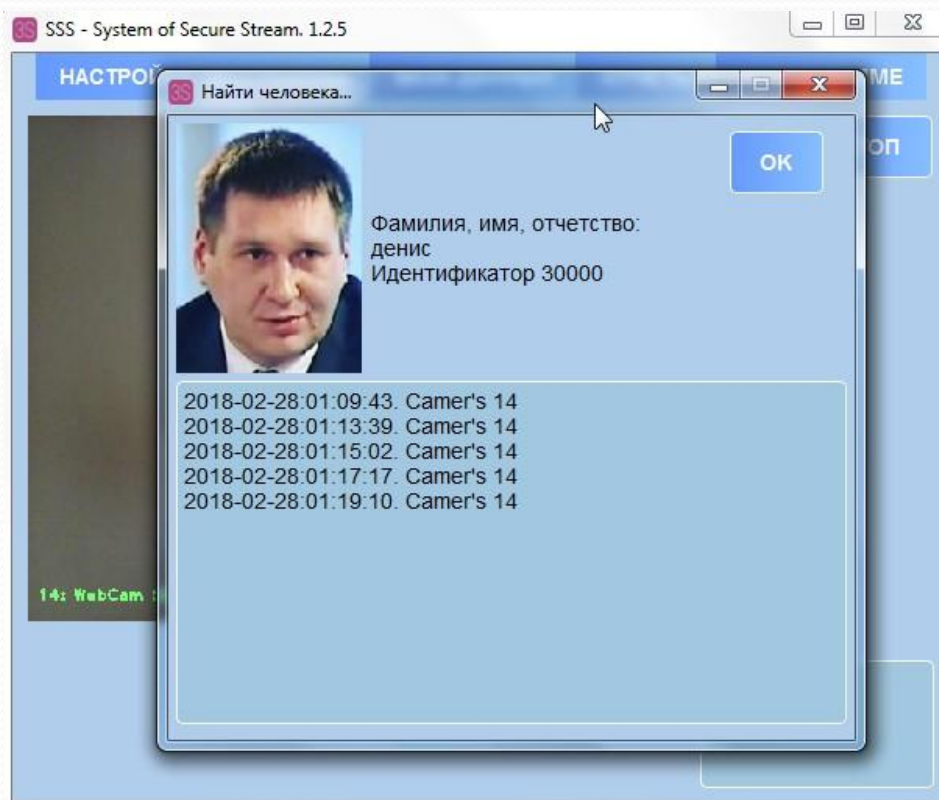 3S SSS - System of Secure Stream. 1.2.5
НАСТРОЙ
МЕ
3S Найти человека...
ОП
OK
Фамилия, имя, отчетство:
денис
Идентификатор 30000
2018-02-28:01:09:43. Camer's 14
2018-02-28:01:13:39. Camer's 14
2018-02-28:01:15:02. Camer's 14
2018-02-28:01:17:17. Camer's 14
2018-02-28:01:19:10. Camer's 14
14: WebCam :